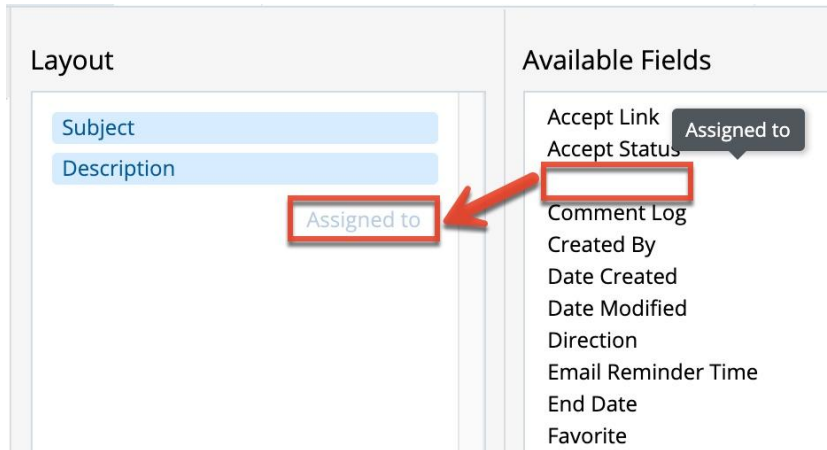 Layout
Subject
Description
Assigned to
Available Fields
Accept Link
Assigned to
Accept Status
Comment Log
Created By
Date Created
Date Modified
Direction
Email Reminder Time
End Date
Favorite